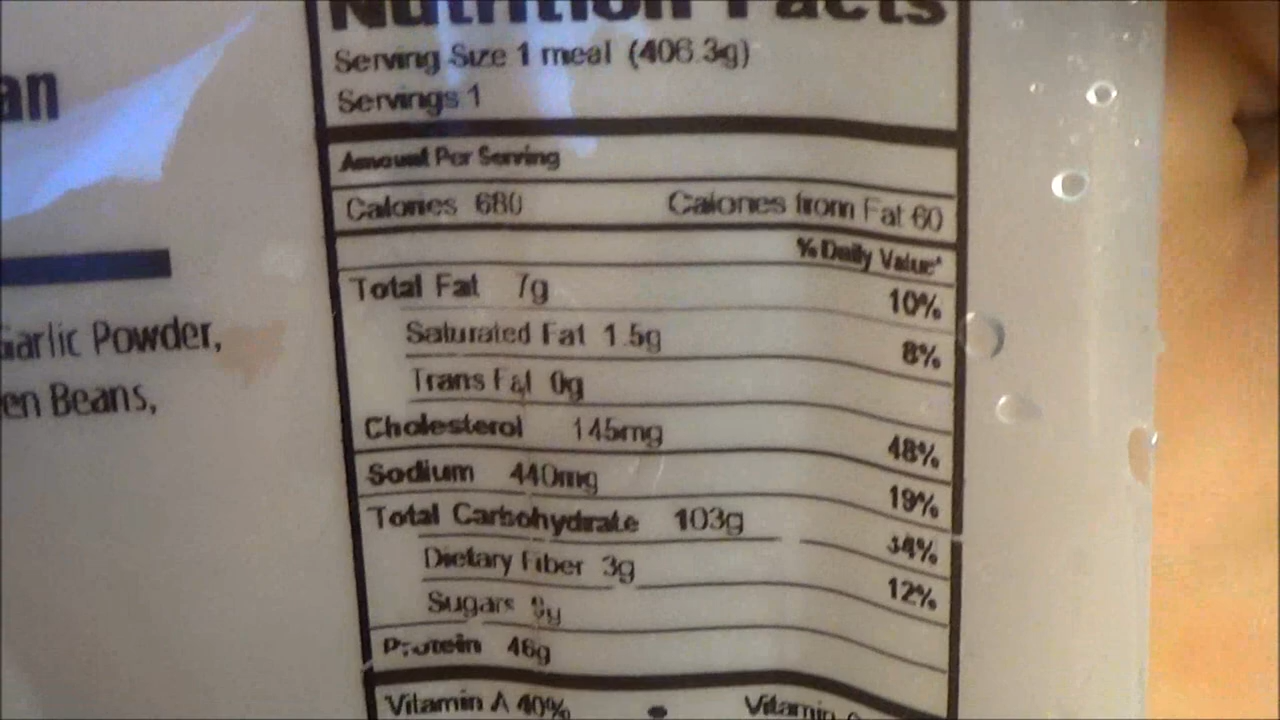 an
Garlic Powder,
en Beans,
Nutrition Facts
Serving Size 1 meal (406.3g)
Servings 1
Amount Per Serving
Calories 680 Calories from Fat 60
% Daily Value*
Total Fat 7g 10%
Saturated Fat 1.5g 8%
Trans Fat 0g
Cholesterol 145mg 48%
Sodium 440mg 19%
Total Carbohydrate 103g 34%
Dietary Fiber 3g 12%
Sugars
Protein 46g
Vitamin A 40% • Vitamin